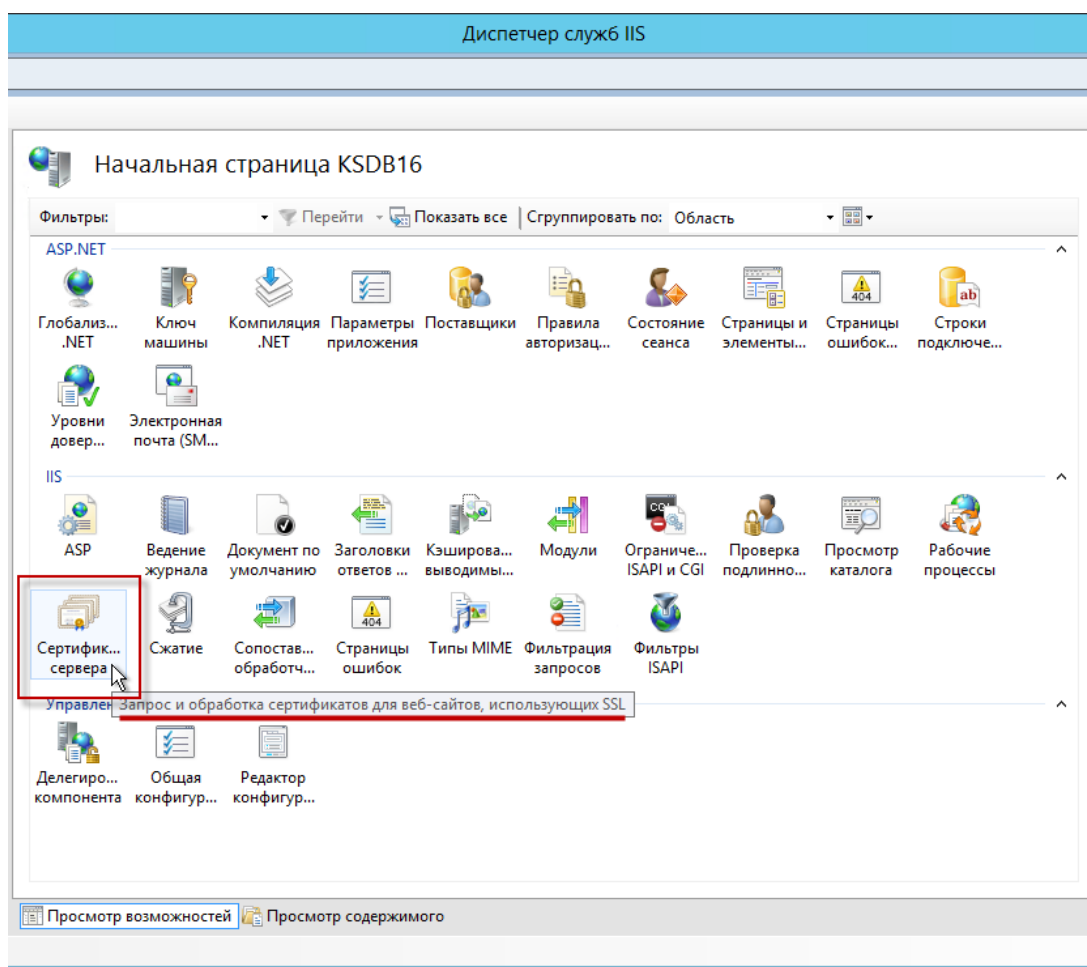 Диспетчер служб IIS
Начальная страница KSDB16
Фильтры: Перейти Показать все Сгруппировать по: Область
ASP.NET
Глобализ... Ключ Компиляция Параметры Поставщики Правила Состояние Страницы и Страницы Строки
.NET машины .NET приложения авторизац... сеанса элементы... ошибок... подключе...
404 ab
Уровни Электронная
довер... почта (SM...
IIS
CGI
ASP Ведение Документ по Заголовки Кэширова... Модули Ограниче... Проверка Просмотр Рабочие
журнала умолчанию ответов ... выводимы... ISAPI и CGI подлинно... каталога процессы
404
Сертифик... Сжатие Сопостав... Страницы Типы MIME Фильтрация Фильтры
сервера обработч... ошибок запросов ISAPI
Управлен Запрос и обработка сертификатов для веб-сайтов, использующих SSL
Делегиро... Общая Редактор
компонента конфигур... конфигур...
Просмотр возможностей Просмотр содержимого